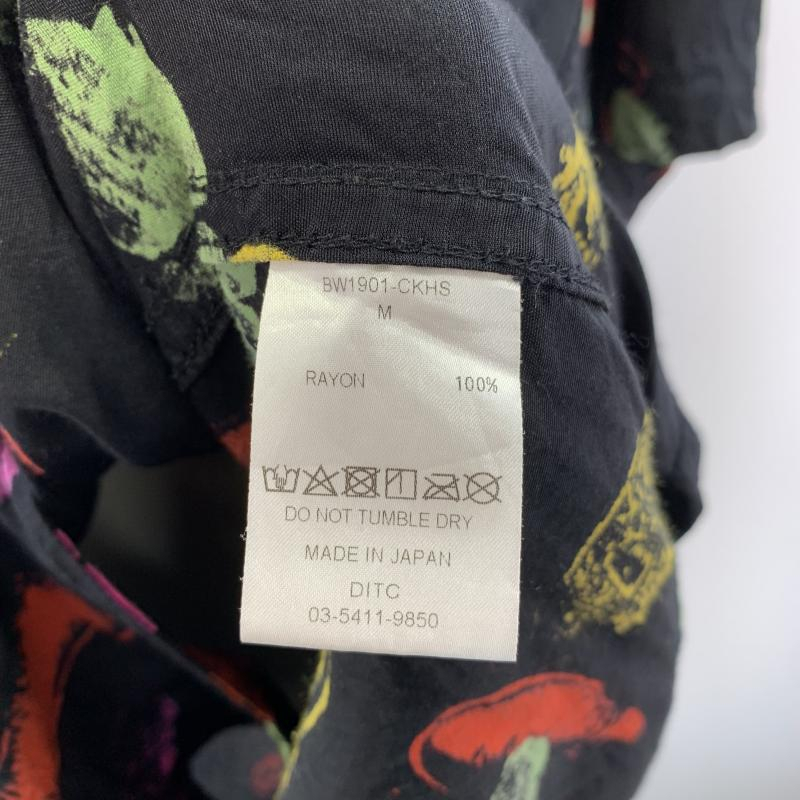 BW1901-CKHS
M
RAYON 100%
DO NOT TUMBLE DRY
MADE IN JAPAN
DITC
03-5411-9850